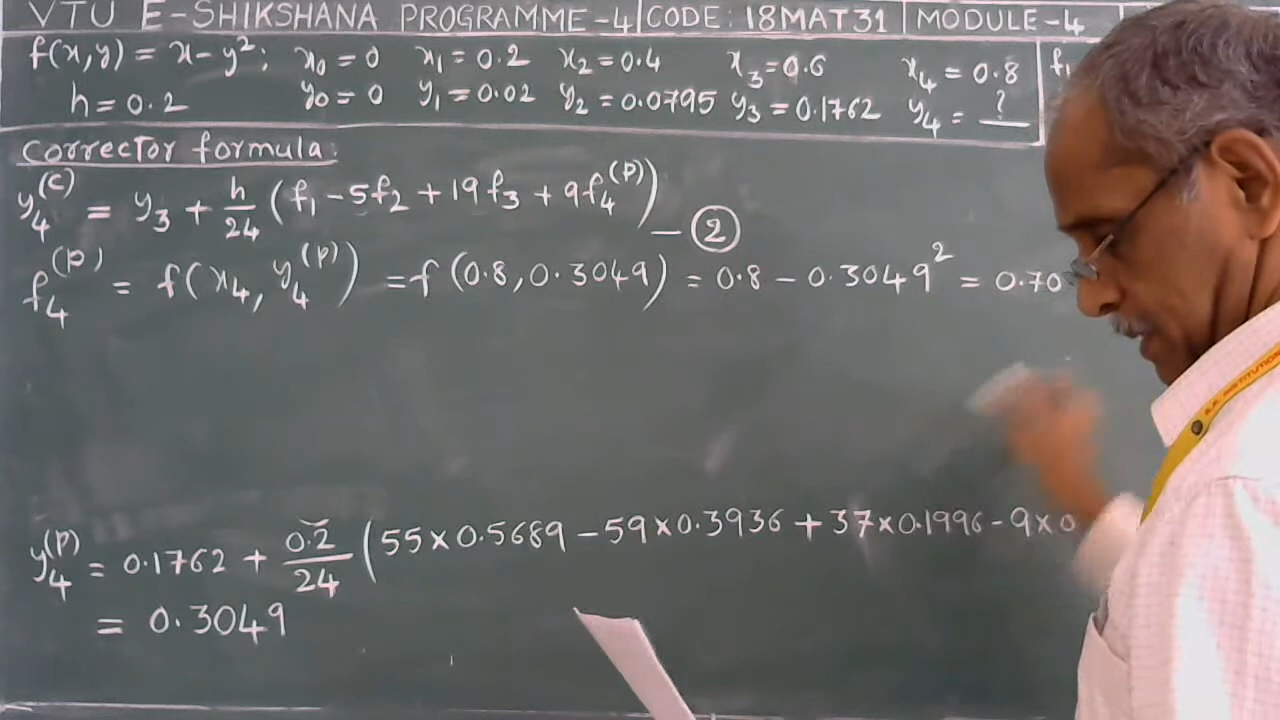 VTU E-SHIKSHANA PROGRAMME-4 CODE: 18MAT31 MODULE-4
f(x,y) = x - y²; x₀ = 0 x₁ = 0.2 x₂ = 0.4 x₃ = 0.6 x₄ = 0.8 f₁
h = 0.2 y₀ = 0 y₁ = 0.02 y₂ = 0.0795 y₃ = 0.1762 y₄ = ?
Corrector formula:
y₄^(C) = y₃ + h/24 (f₁ - 5f₂ + 19f₃ + 9f₄^(P)) — ②
f₄^(P) = f(x₄, y₄^(P)) = f(0.8, 0.3049) = 0.8 - 0.3049² = 0.70
y₄^(P) = 0.1762 + 0.2/24 (55×0.5689 - 59×0.3936 + 37×0.1996 - 9×0
= 0.3049